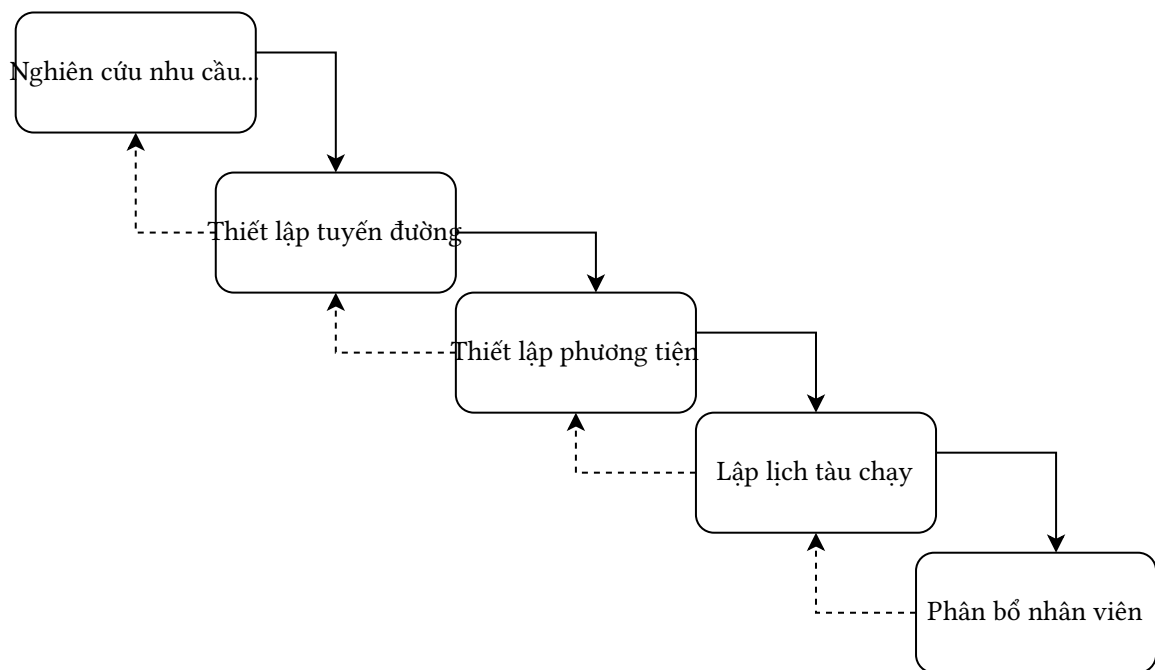 Nghiên cứu nhu cầu...
Thiết lập tuyến đường
Thiết lập phương tiện
Lập lịch tàu chạy
Phân bổ nhân viên